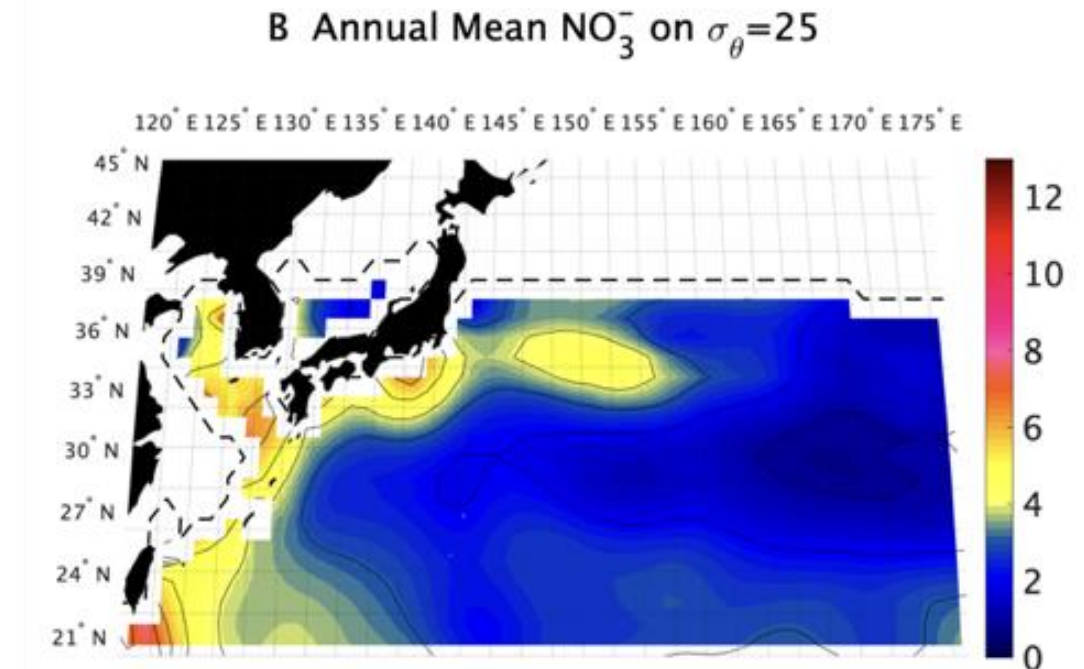 B Annual Mean NO₃⁻ on σ_θ=25
120° E 125° E 130° E 135° E 140° E 145° E 150° E 155° E 160° E 165° E 170° E 175° E
45° N
42° N
39° N
36° N
33° N
30° N
27° N
24° N
21° N
12
10
8
6
4
2
0